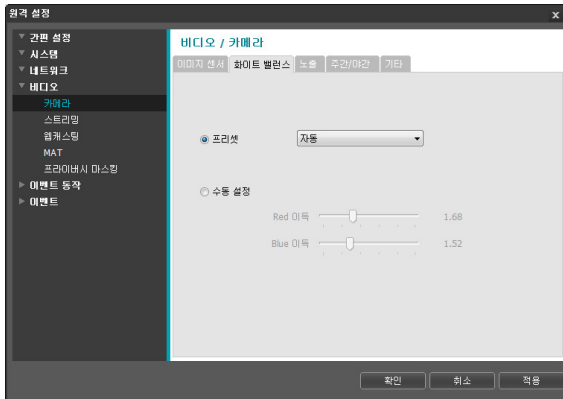 원격 설정
x
간편 설정
시스템
네트워크
비디오
카메라
스트리밍
웹캐스팅
MAT
프라이버시 마스킹
이벤트 동작
이벤트
비디오 / 카메라
이미지 센서 화이트 밸런스 노출 주간/야간 기타
프리셋 자동
수동 설정
Red 이득 1.68
Blue 이득 1.52
확인 취소 적용